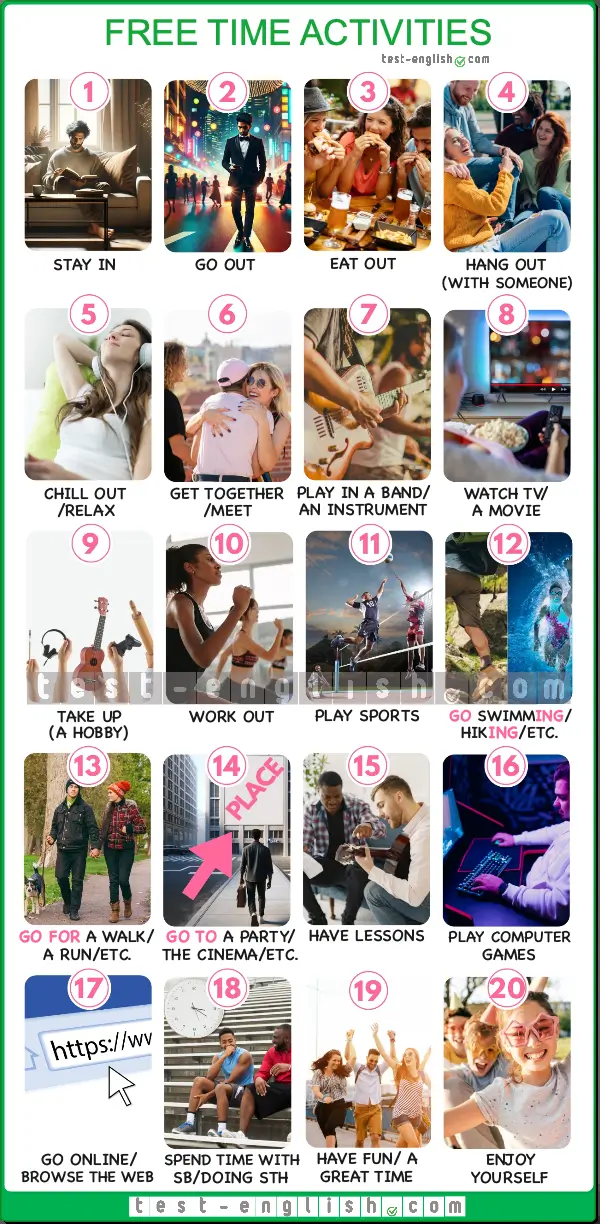 FREE TIME ACTIVITIES
test-english.com
1
2
3
4
STAY IN
GO OUT
EAT OUT
HANG OUT
(WITH SOMEONE)
5
6
7
8
CHILL OUT
/RELAX
GET TOGETHER
/MEET
PLAY IN A BAND/
AN INSTRUMENT
WATCH TV/
A MOVIE
9
10
11
12
test-english.com
TAKE UP
(A HOBBY)
WORK OUT
PLAY SPORTS
GO SWIMMING/
HIKING/ETC.
13
14
15
16
PLACE
GO FOR A WALK/
A RUN/ETC.
GO TO A PARTY/
THE CINEMA/ETC.
HAVE LESSONS
PLAY COMPUTER
GAMES
17
18
19
20
https://ww
GO ONLINE/
BROWSE THE WEB
SPEND TIME WITH
SB/DOING STH
HAVE FUN/ A
GREAT TIME
ENJOY
YOURSELF
test-english.com